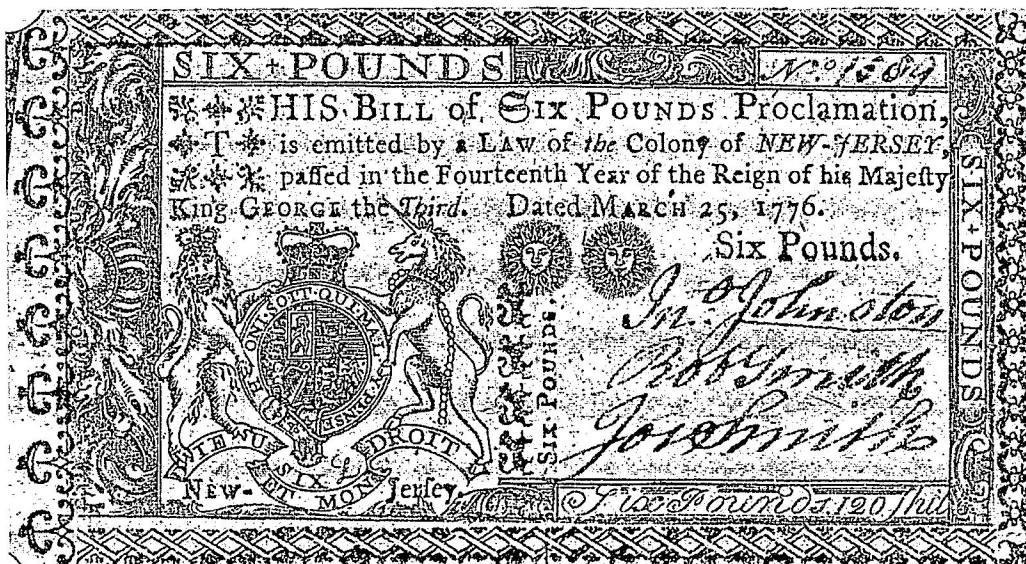 SIX + POUNDS
No. 1589
THIS BILL of SIX POUNDS Proclamation,
is emitted by a LAW of the Colony of NEW-JERSEY,
paſſed in the Fourteenth Year of the Reign of his Majeſty
King GEORGE the Third. Dated MARCH 25, 1776.
Six Pounds.
Jno. Johnston
Robt Smith
Jos Smith
HONI·SOIT·QUI·MAL·Y·PENSE
DIEU ET MON DROIT
SIX £
NEW-Jerſey.
SIX POUNDS.
Six Pounds. 120 ſhil
SIX + POUNDS